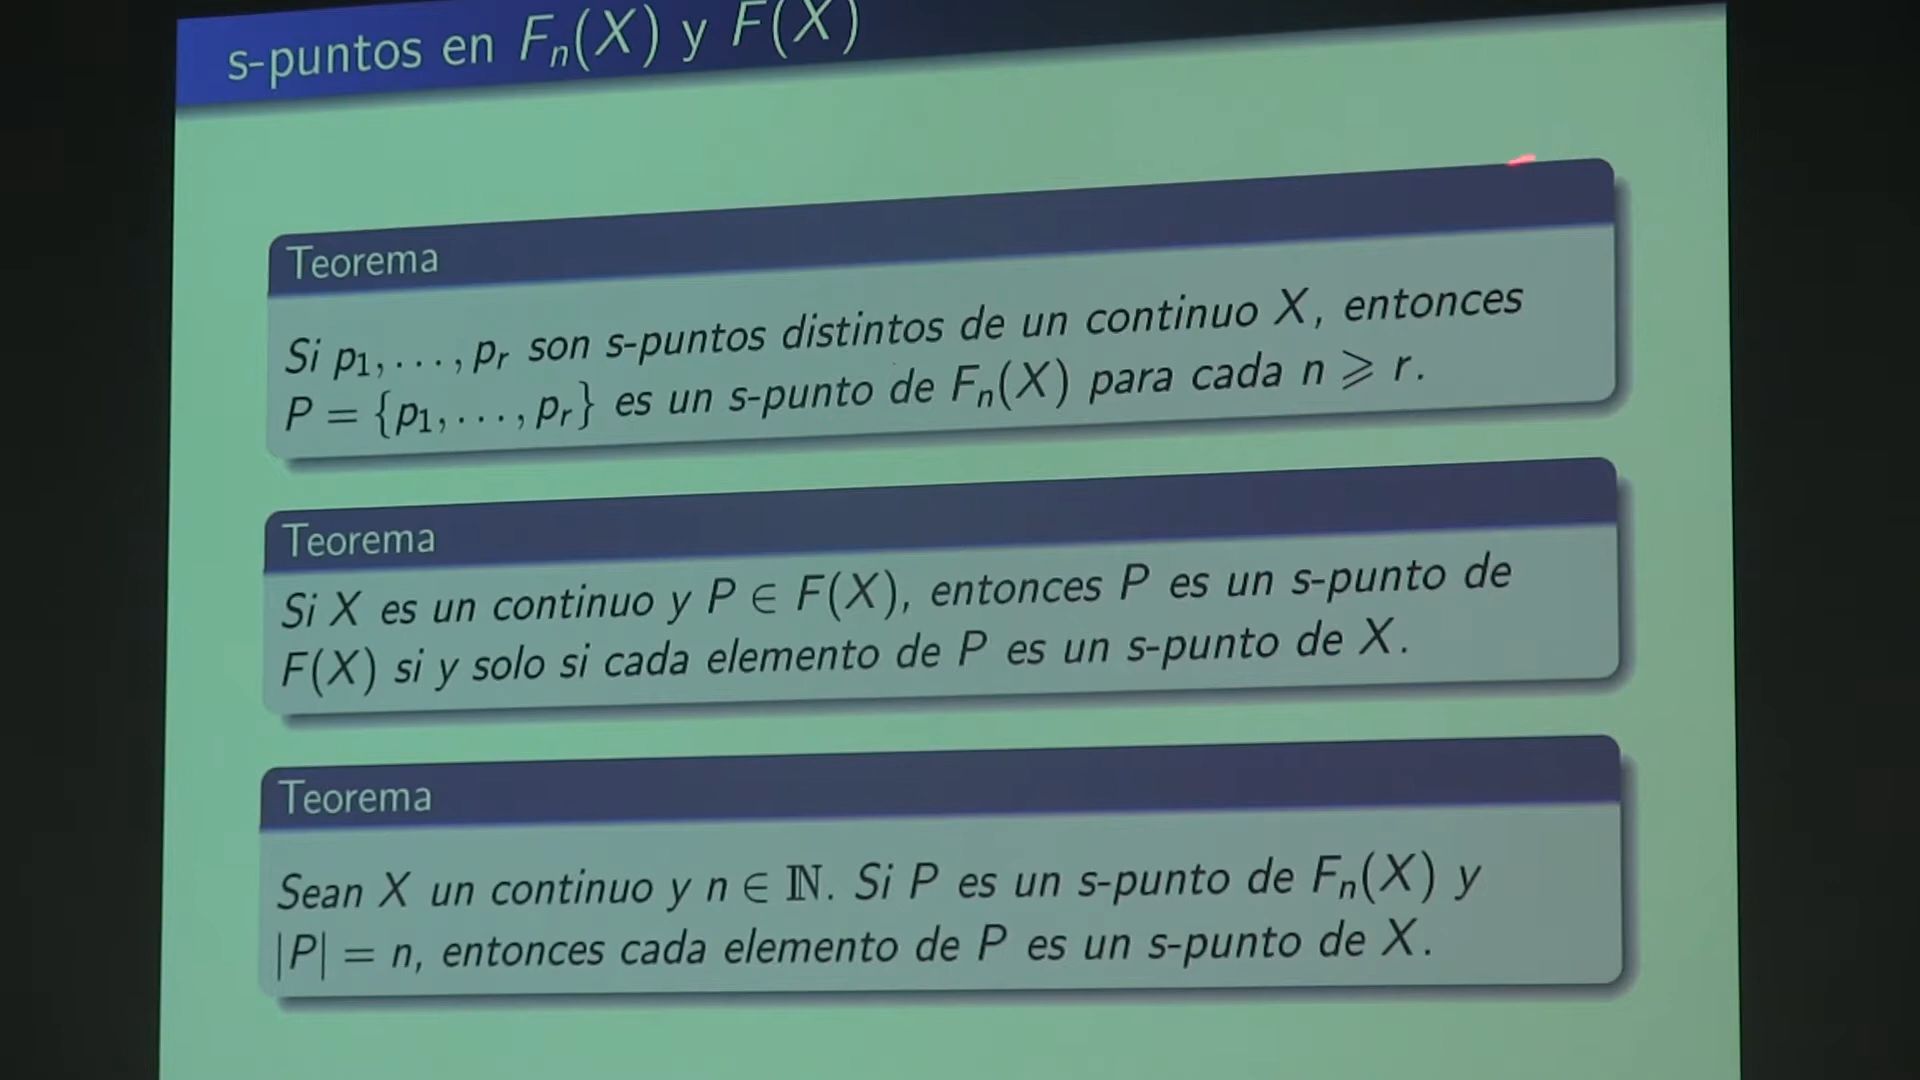 s-puntos en Fₙ(X) y F(X)
Teorema
Si p₁, . . . , pᵣ son s-puntos distintos de un continuo X, entonces
P = {p₁, . . . , pᵣ} es un s-punto de Fₙ(X) para cada n ⩾ r.
Teorema
Si X es un continuo y P ∈ F(X), entonces P es un s-punto de
F(X) si y solo si cada elemento de P es un s-punto de X.
Teorema
Sean X un continuo y n ∈ ℕ. Si P es un s-punto de Fₙ(X) y
|P| = n, entonces cada elemento de P es un s-punto de X.